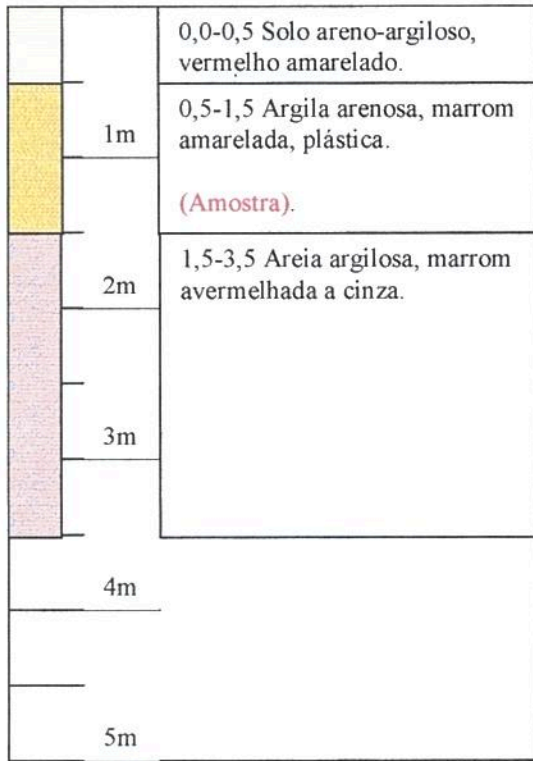 0,0-0,5 Solo areno-argiloso,
vermelho amarelado.
0,5-1,5 Argila arenosa, marrom
amarelada, plástica.
(Amostra).
1,5-3,5 Areia argilosa, marrom
avermelhada a cinza.
1m
2m
3m
4m
5m